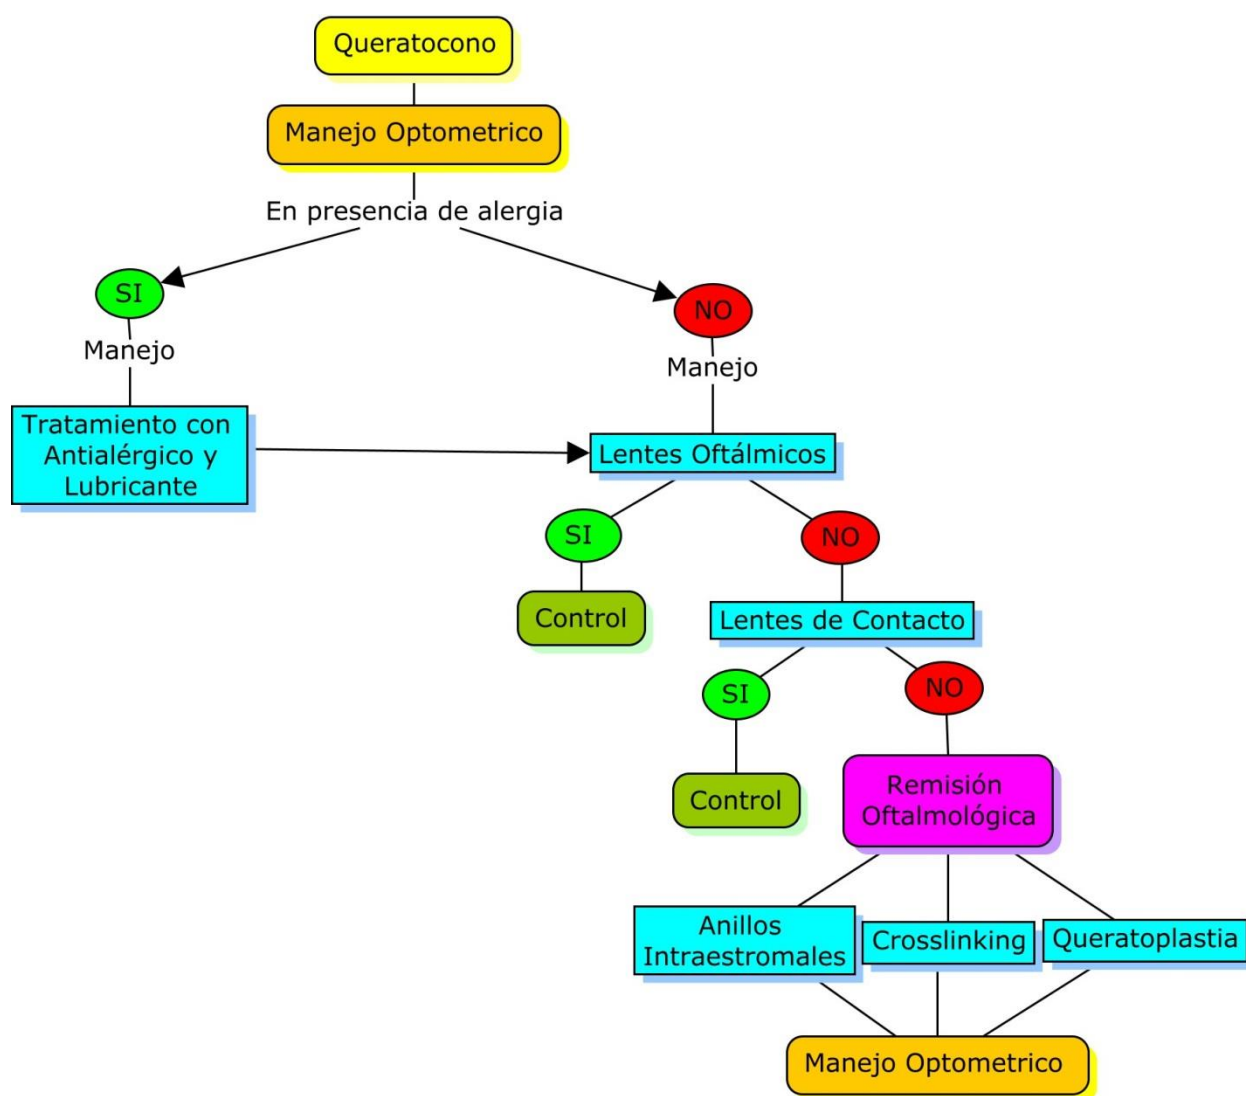 Queratocono
Manejo Optometrico
En presencia de alergia
SI
NO
Manejo
Manejo
Tratamiento con
Antialérgico y
Lubricante
Lentes Oftálmicos
SI
NO
Control
Lentes de Contacto
SI
NO
Control
Remisión
Oftalmológica
Anillos
Intraestromales
Crosslinking
Queratoplastia
Manejo Optometrico